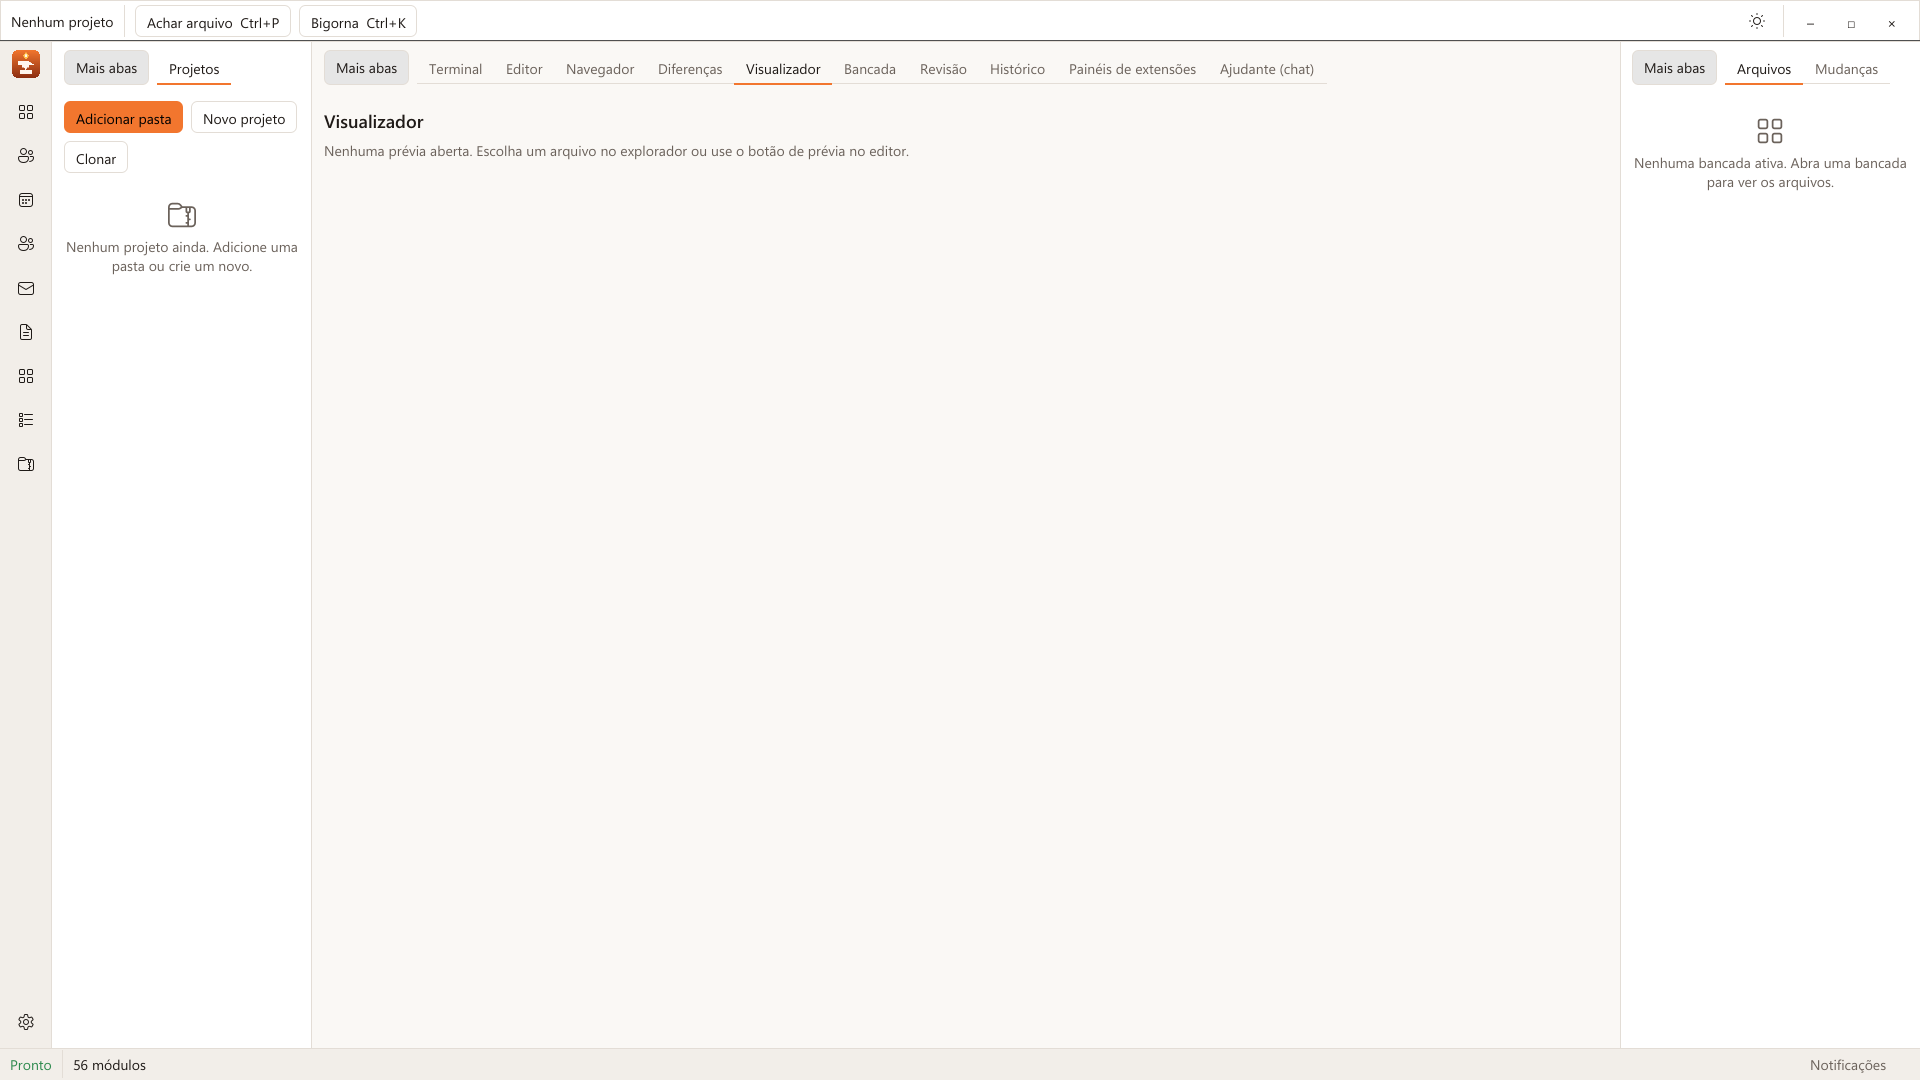 Nenhum projeto
Achar arquivo Ctrl+P
Bigorna Ctrl+K
Mais abas
Projetos
Adicionar pasta
Novo projeto
Clonar
Nenhum projeto ainda. Adicione uma
pasta ou crie um novo.
Mais abas
Terminal
Editor
Navegador
Diferenças
Visualizador
Bancada
Revisão
Histórico
Painéis de extensões
Ajudante (chat)
Visualizador
Nenhuma prévia aberta. Escolha um arquivo no explorador ou use o botão de prévia no editor.
Mais abas
Arquivos
Mudanças
Nenhuma bancada ativa. Abra uma bancada
para ver os arquivos.
Pronto
56 módulos
Notificações